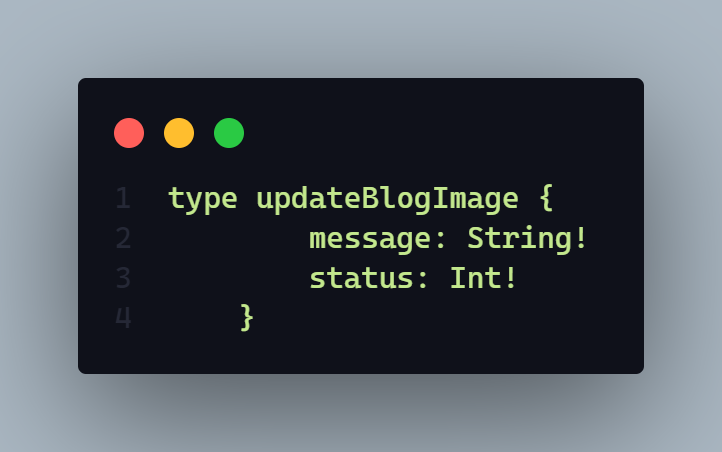 1 type updateBlogImage {
2 message: String!
3 status: Int!
4 }